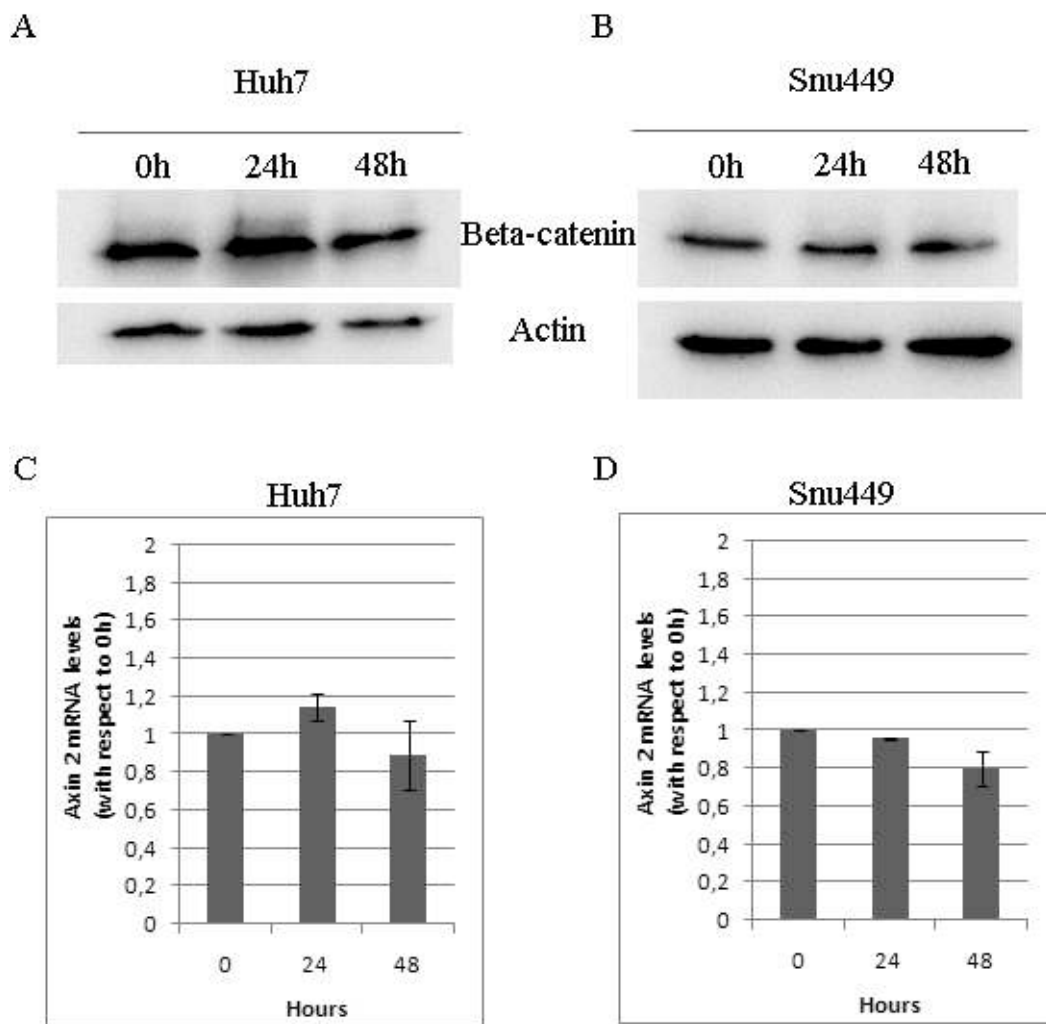 A
B
Huh7
Snu449
0h 24h 48h
0h 24h 48h
Beta-catenin
Actin
C
D
Huh7
Snu449
Axin 2 mRNA levels
(with respect to 0h)
2
1,8
1,6
1,4
1,2
1
0,8
0,6
0,4
0,2
0
0 24 48
Hours
Axin 2 mRNA levels
(with respect to 0h)
2
1,8
1,6
1,4
1,2
1
0,8
0,6
0,4
0,2
0
0 24 48
Hours